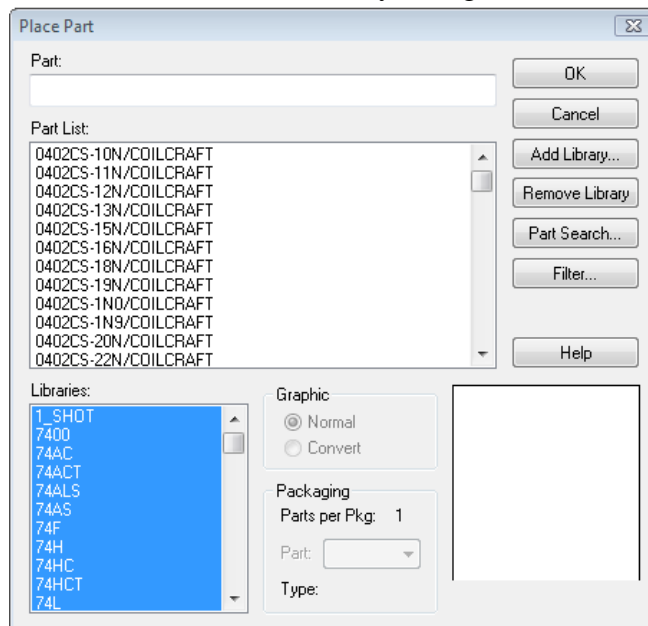 Place Part
Part:
OK
Cancel
Part List:
Add Library...
0402CS-10N/COILCRAFT
0402CS-11N/COILCRAFT
0402CS-12N/COILCRAFT
0402CS-13N/COILCRAFT
0402CS-15N/COILCRAFT
0402CS-16N/COILCRAFT
0402CS-18N/COILCRAFT
0402CS-19N/COILCRAFT
0402CS-1N0/COILCRAFT
0402CS-1N9/COILCRAFT
0402CS-20N/COILCRAFT
0402CS-22N/COILCRAFT
Remove Library
Part Search...
Filter...
Help
Libraries:
1_SHOT
7400
74AC
74ACT
74ALS
74AS
74F
74H
74HC
74HCT
74L
Graphic
Normal
Convert
Packaging
Parts per Pkg: 1
Part:
Type: